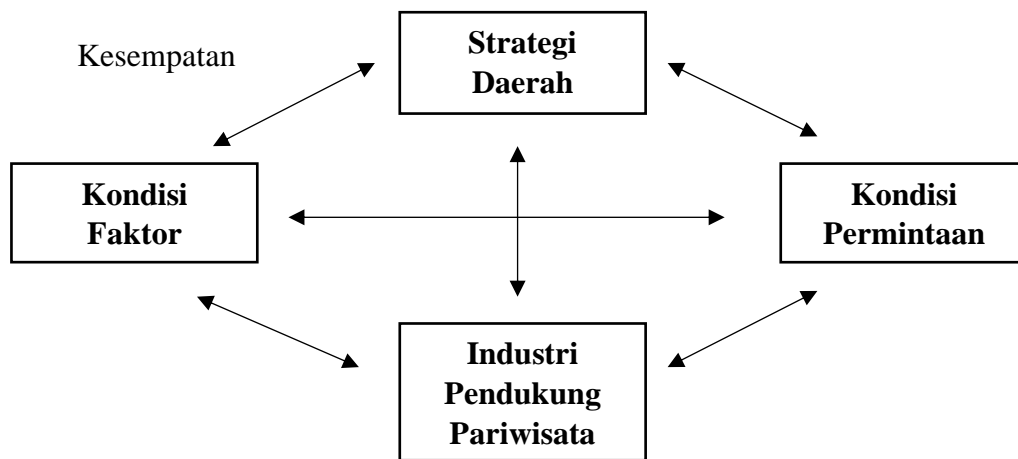 Kesempatan
Strategi
Daerah
Kondisi
Faktor
Kondisi
Permintaan
Industri
Pendukung
Pariwisata